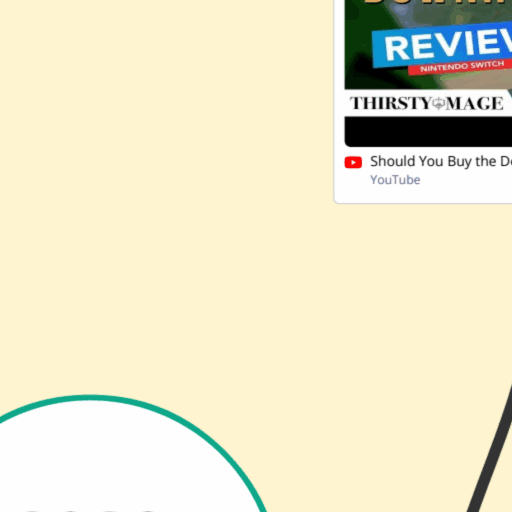 REVIEW
NINTENDO SWITCH
THIRSTY MAGE
Should You Buy the
YouTube